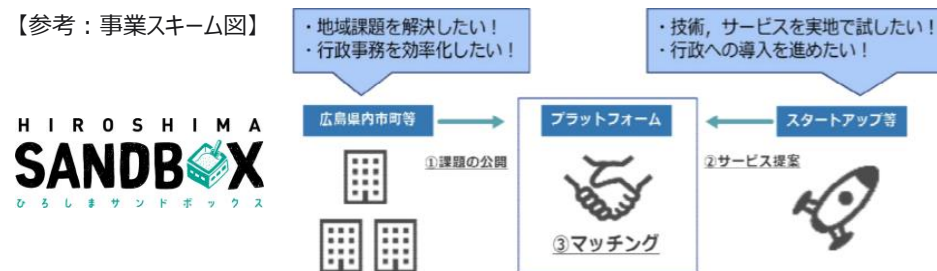 【参考：事業スキーム図】
・地域課題を解決したい！
・行政事務を効率化したい！
・技術，サービスを実地で試したい！
・行政への導入を進めたい！
HIROSHIMA
SANDBOX
ひろしまサンドボックス
広島県内市町等
プラットフォーム
スタートアップ等
①課題の公開
②サービス提案
③マッチング